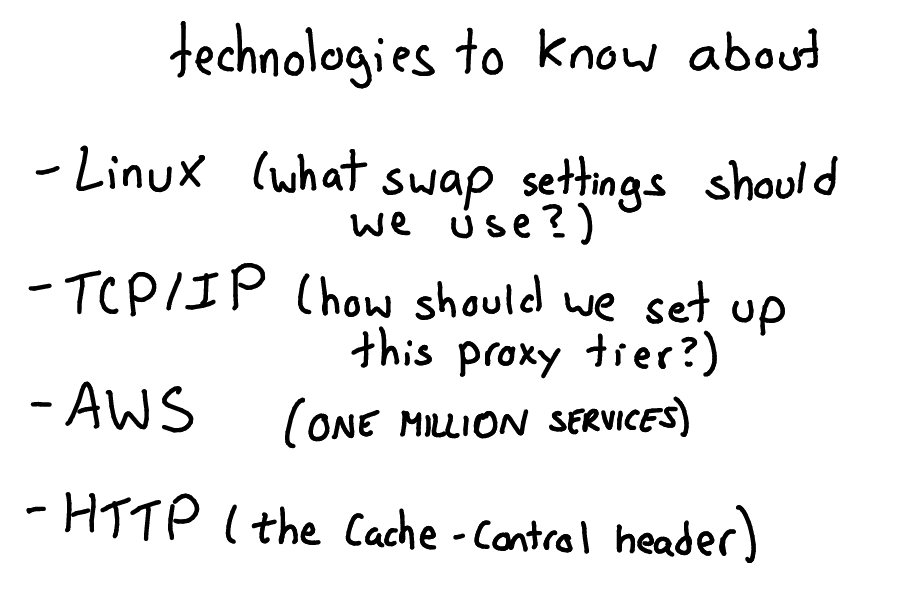 technologies to know about
- Linux (what swap settings should
we use?)
- TCP/IP (how should we set up
this proxy tier?)
- AWS (ONE MILLION SERVICES)
- HTTP (the Cache-Control header)